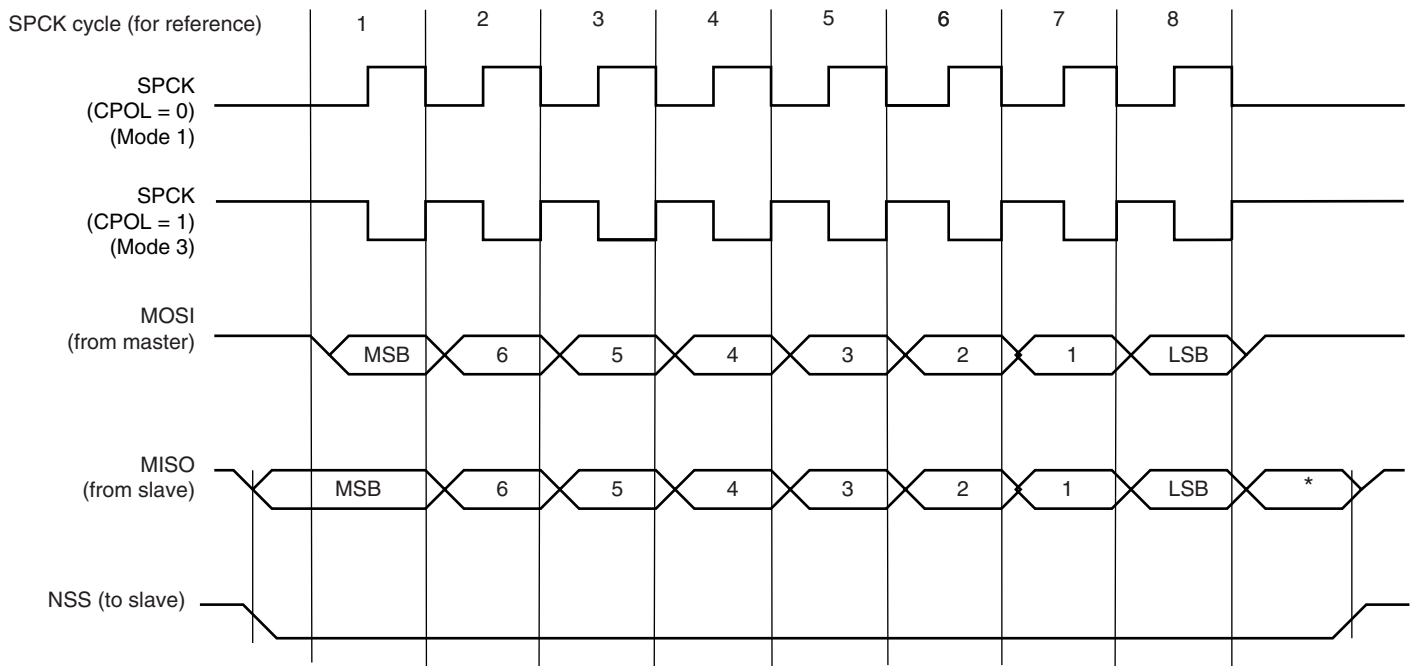 SPCK cycle (for reference) 1 2 3 4 5 6 7 8
SPCK
(CPOL = 0)
(Mode 1)
SPCK
(CPOL = 1)
(Mode 3)
MOSI
(from master)
MSB 6 5 4 3 2 1 LSB
MISO
(from slave)
MSB 6 5 4 3 2 1 LSB *
NSS (to slave)